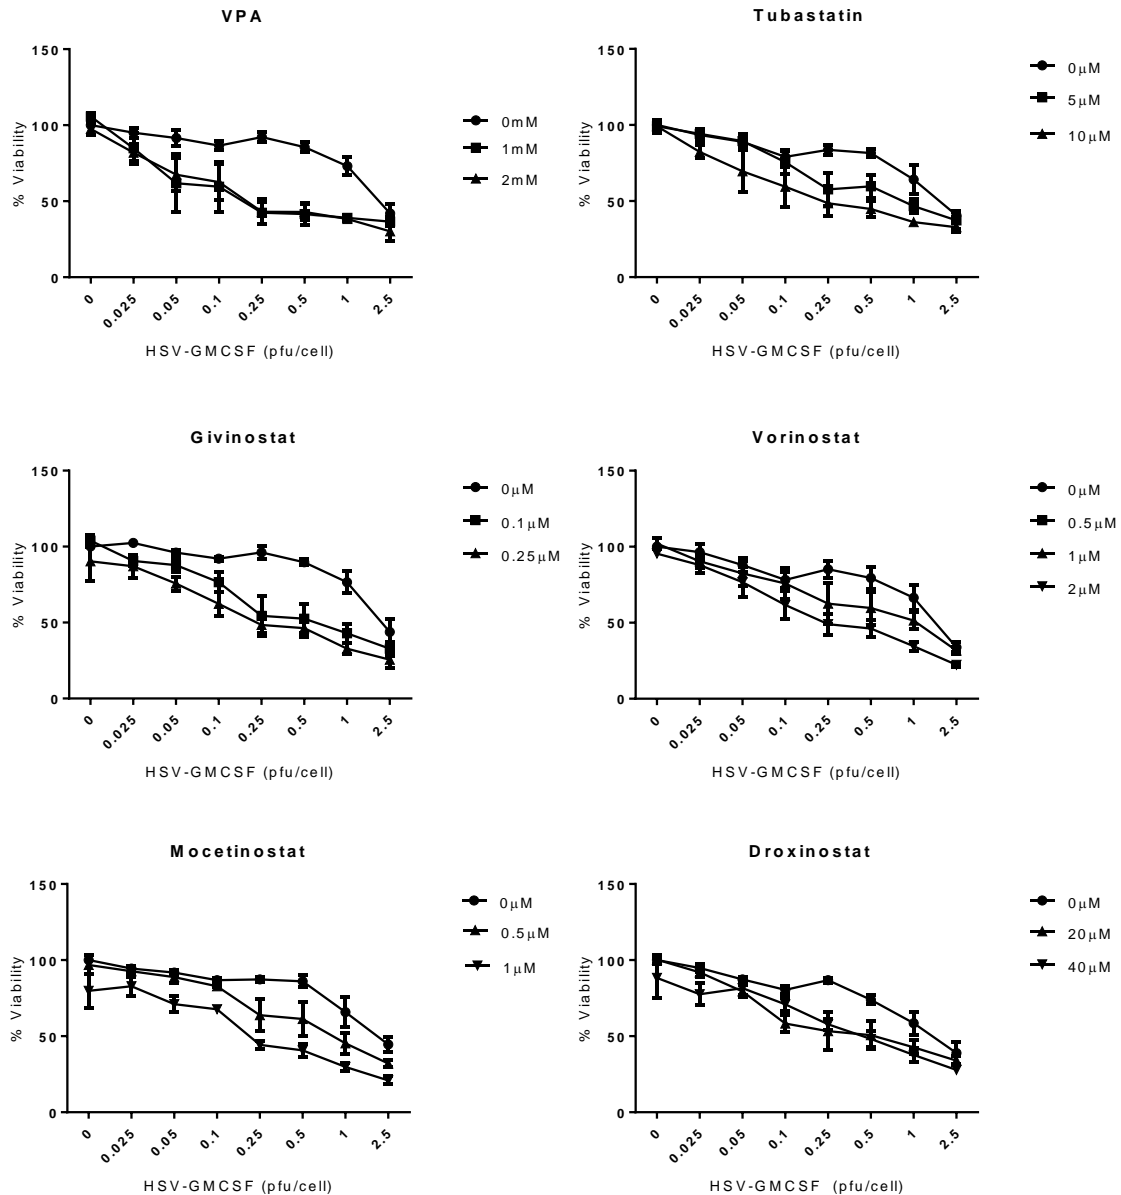 VPA
150
100
50
0
% Viability
0
0.025
0.05
0.1
0.25
0.5
1
2.5
HSV-GMCSF (pfu/cell)
0mM
1mM
2mM
Tubastatin
150
100
50
0
% Viability
0
0.025
0.05
0.1
0.25
0.5
1
2.5
HSV-GMCSF (pfu/cell)
0μM
5μM
10μM
Givinostat
150
100
50
0
% Viability
0
0.025
0.05
0.1
0.25
0.5
1
2.5
HSV-GMCSF (pfu/cell)
0μM
0.1μM
0.25μM
Vorinostat
150
100
50
0
% Viability
0
0.025
0.05
0.1
0.25
0.5
1
2.5
HSV-GMCSF (pfu/cell)
0μM
0.5μM
1μM
2μM
Mocetinostat
150
100
50
0
% Viability
0
0.025
0.05
0.1
0.25
0.5
1
2.5
HSV-GMCSF (pfu/cell)
0μM
0.5μM
1μM
Droxinostat
150
100
50
0
% Viability
0
0.025
0.05
0.1
0.25
0.5
1
2.5
HSV-GMCSF (pfu/cell)
0μM
20μM
40μM